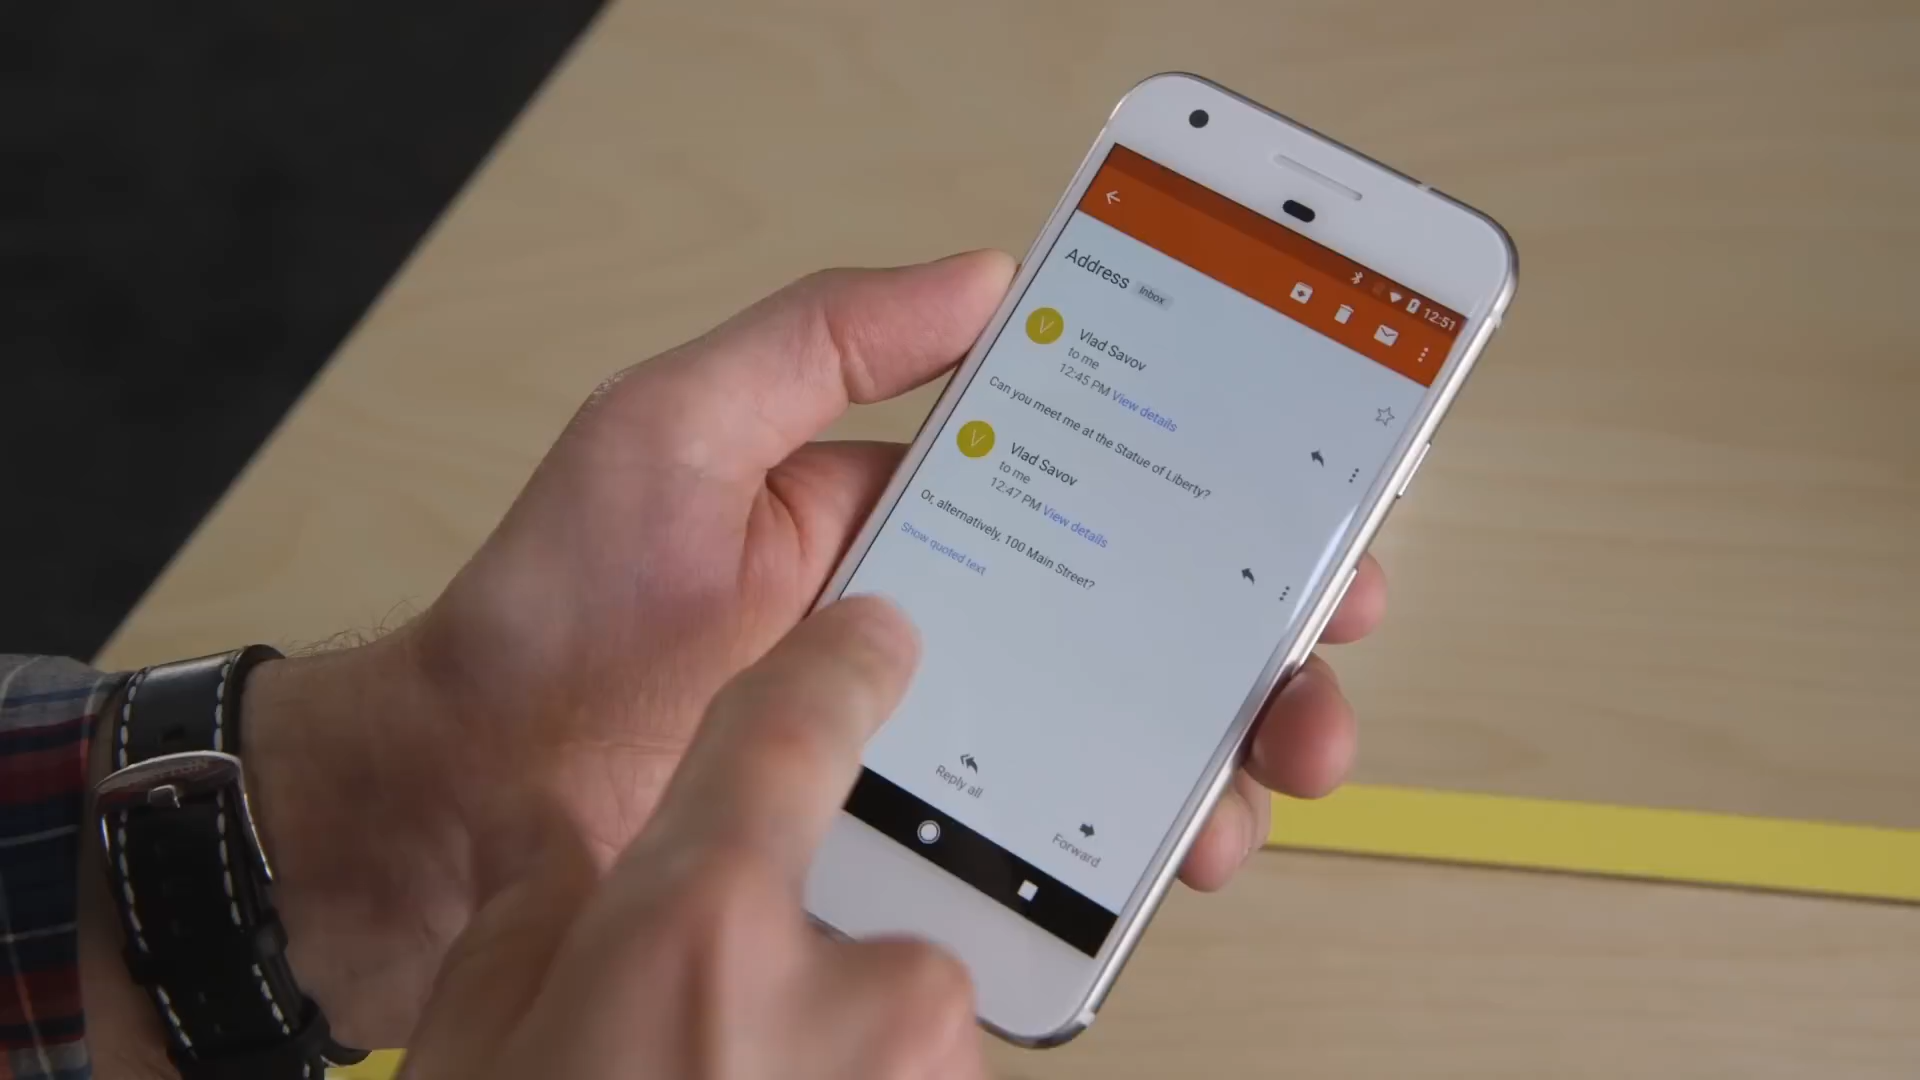 12:51
Address Inbox
V
Vlad Savov
to me
12:45 PM View details
Can you meet me at the Statue of Liberty?
V
Vlad Savov
to me
12:47 PM View details
Or, alternatively, 100 Main Street?
Show quoted text
Reply all
Forward